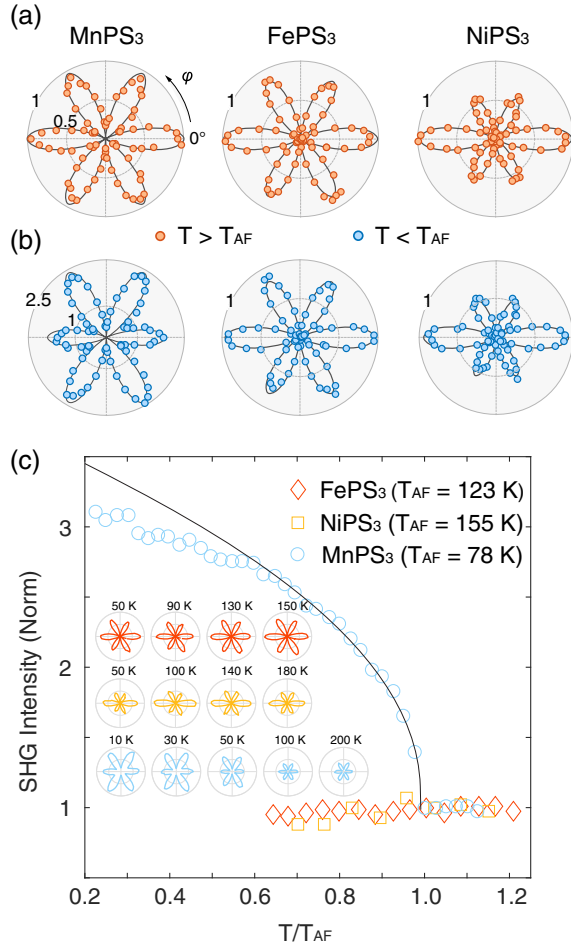 (a)
MnPS3 FePS3 NiPS3
φ
1 0.5 0° 1 1
(b) T > TAF T < TAF
2.5 1 1 1
(c)
FePS3 (TAF = 123 K)
NiPS3 (TAF = 155 K)
MnPS3 (TAF = 78 K)
50 K 90 K 130 K 150 K
50 K 100 K 140 K 180 K
10 K 30 K 50 K 100 K 200 K
SHG Intensity (Norm)
3
2
1
0.2 0.4 0.6 0.8 1.0 1.2
T/TAF